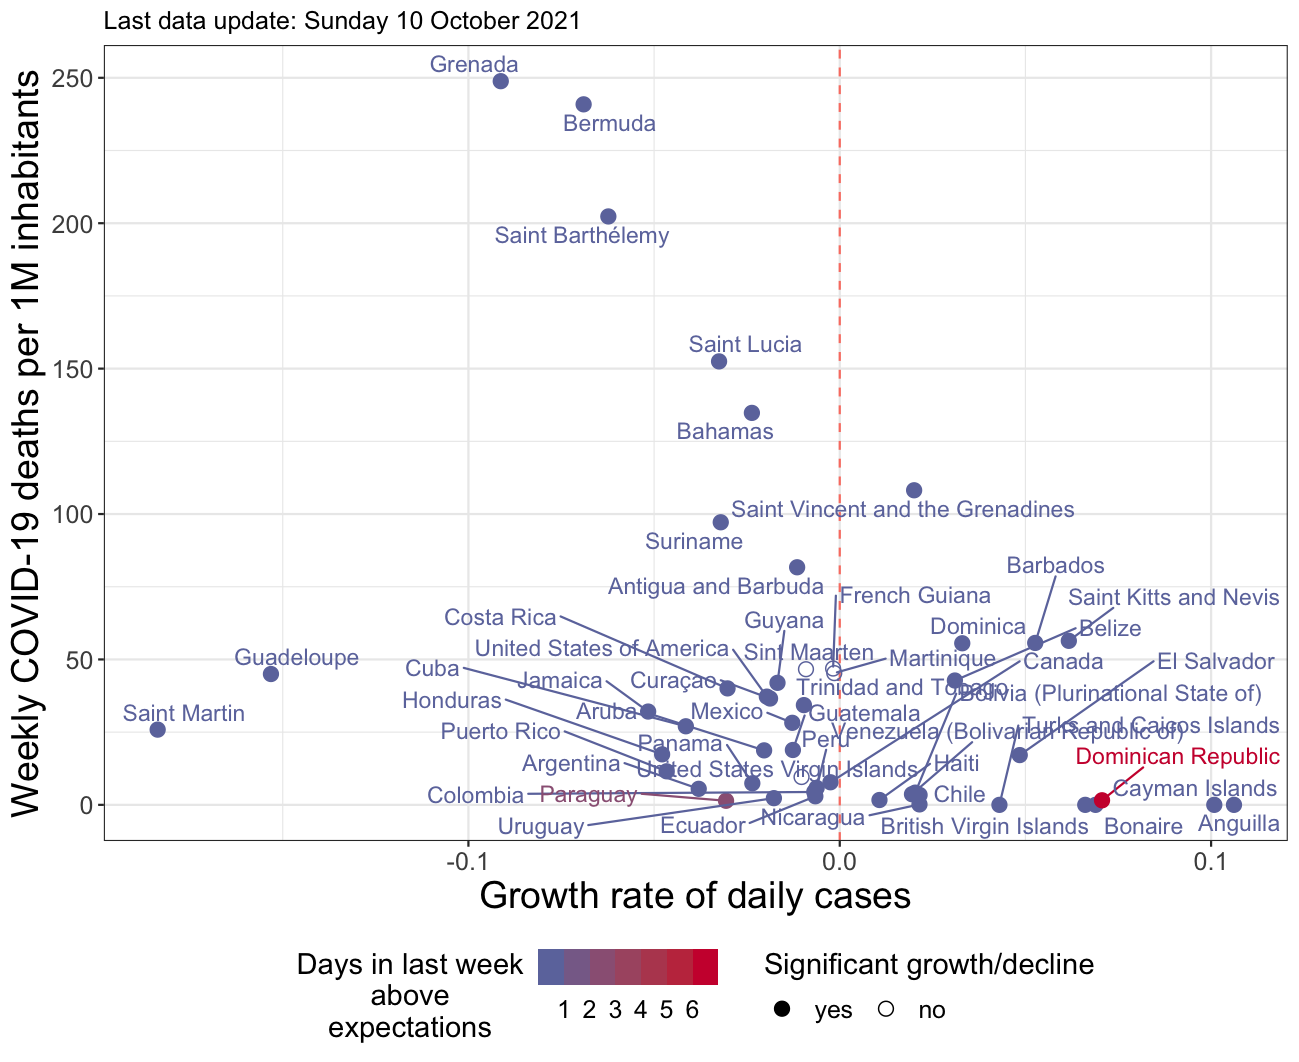 Last data update: Sunday 10 October 2021
Weekly COVID-19 deaths per 1M inhabitants
250
200
150
100
50
0
Grenada
Bermuda
Saint Barthélemy
Saint Lucia
Bahamas
Saint Vincent and the Grenadines
Suriname
Barbados
Antigua and Barbuda
French Guiana
Saint Kitts and Nevis
Costa Rica
Guyana
Dominica
Belize
United States of America
Sint Maarten
Guadeloupe
Martinique
Canada
El Salvador
Cuba
Jamaica
Curaçao
Trinidad and Tobago
Bolivia (Plurinational State of)
Honduras
Saint Martin
Aruba
Mexico
Guatemala
Puerto Rico
Panama
Peru
Venezuela (Bolivarian Republic of)
Turks and Caicos Islands
Argentina
United States Virgin Islands
Haiti
Dominican Republic
Colombia
Paraguay
Chile
Cayman Islands
Uruguay
Ecuador
Nicaragua
British Virgin Islands
Bonaire
Anguilla
-0.1
0.0
0.1
Growth rate of daily cases
Days in last week
above
expectations
1 2 3 4 5 6
Significant growth/decline
yes
no